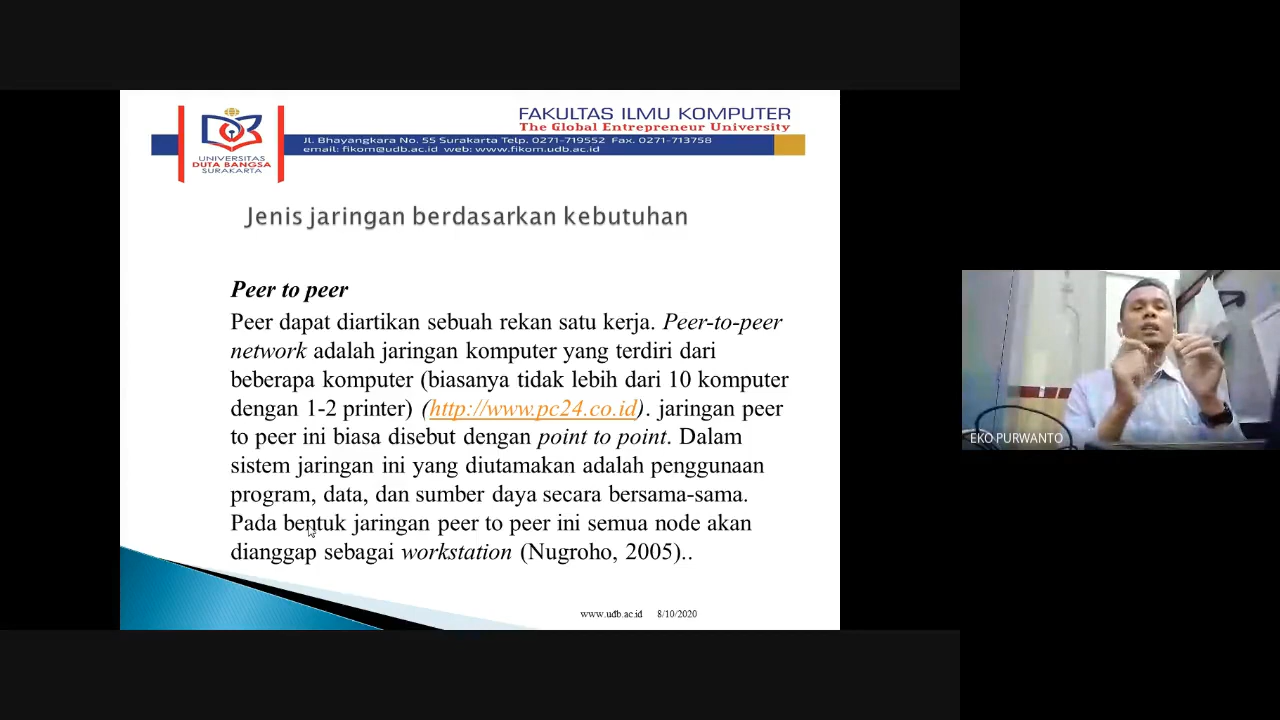 FAKULTAS ILMU KOMPUTER
The Global Entrepreneur University
Jl. Bhayangkara No. 55 Surakarta Telp. 0271-719552 Fax. 0271-713758
email: fikom@udb.ac.id web: www.fikom.udb.ac.id
UNIVERSITAS
DUTA BANGSA
SURAKARTA
Jenis jaringan berdasarkan kebutuhan
Peer to peer
Peer dapat diartikan sebuah rekan satu kerja. Peer-to-peer
network adalah jaringan komputer yang terdiri dari
beberapa komputer (biasanya tidak lebih dari 10 komputer
dengan 1-2 printer) (http://www.pc24.co.id). jaringan peer
to peer ini biasa disebut dengan point to point. Dalam
sistem jaringan ini yang diutamakan adalah penggunaan
program, data, dan sumber daya secara bersama-sama.
Pada bentuk jaringan peer to peer ini semua node akan
dianggap sebagai workstation (Nugroho, 2005)..
www.udb.ac.id 8/10/2020
EKO PURWANTO